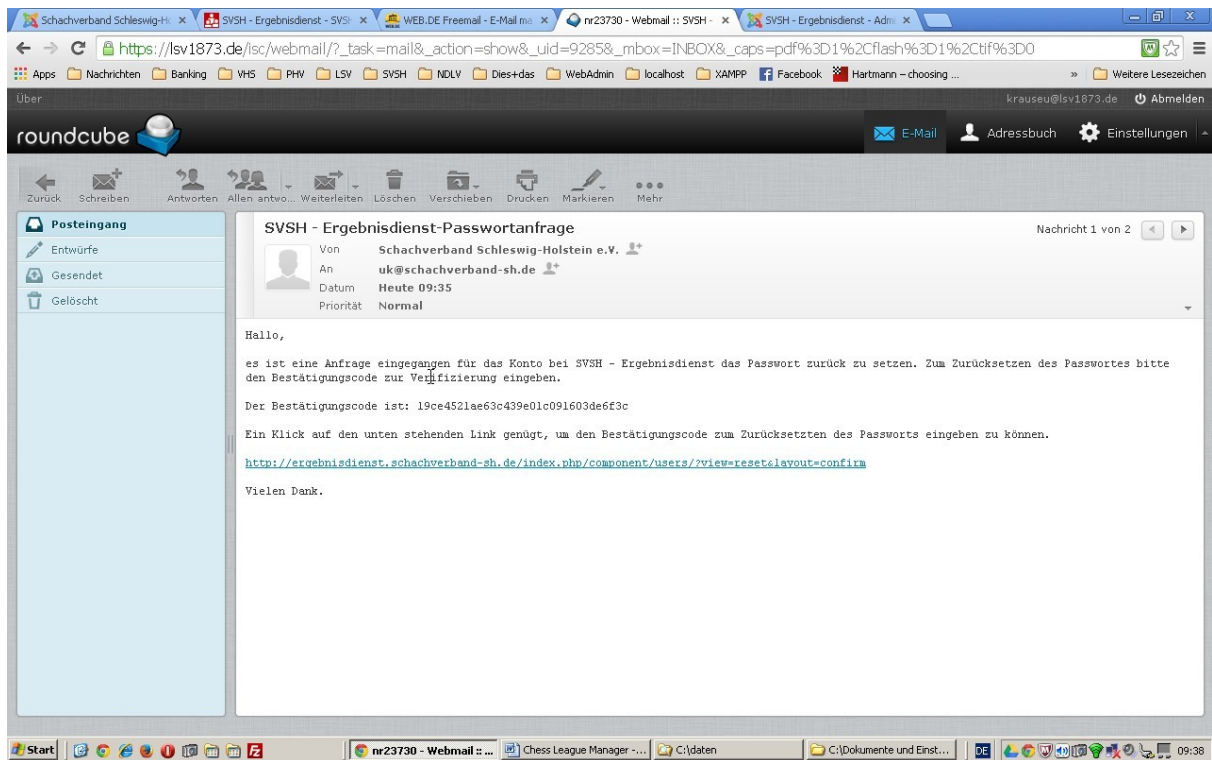 Schachverband Schleswig-Ho
SVSH - Ergebnisdienst - SVSH
WEB.DE Freemail - E-Mail ma
nr23730 - Webmail :: SVSH -
SVSH - Ergebnisdienst - Adm
https://lsv1873.de/isc/webmail/?_task=mail&_action=show&_uid=9285&_mbox=INBOX&_caps=pdf%3D1%2Cflash%3D1%2Ctif%3D0
Apps Nachrichten Banking VHS PHV LSV SVSH NDLV Dies+das WebAdmin localhost XAMPP Facebook Hartmann – choosing ... » Weitere Lesezeichen
Über krauseu@lsv1873.de Abmelden
roundcube E-Mail Adressbuch Einstellungen
Zurück Schreiben Antworten Allen antwo... Weiterleiten Löschen Verschieben Drucken Markieren Mehr
Posteingang
Entwürfe
Gesendet
Gelöscht
SVSH - Ergebnisdienst-Passwortanfrage Nachricht 1 von 2
Von Schachverband Schleswig-Holstein e.V.
An uk@schachverband-sh.de
Datum Heute 09:35
Priorität Normal
Hallo,
es ist eine Anfrage eingegangen für das Konto bei SVSH - Ergebnisdienst das Passwort zurück zu setzen. Zum Zurücksetzen des Passwortes bitte
den Bestätigungscode zur Verifizierung eingeben.
Der Bestätigungscode ist: 19ce4521ae63c439e01c091603de6f3c
Ein Klick auf den unten stehenden Link genügt, um den Bestätigungscode zum Zurücksetzten des Passworts eingeben zu können.
http://ergebnisdienst.schachverband-sh.de/index.php/component/users/?view=reset&layout=confirm
Vielen Dank.
Start nr23730 - Webmail :: ... Chess League Manager -... C:\daten C:\Dokumente und Einst... DE 09:38